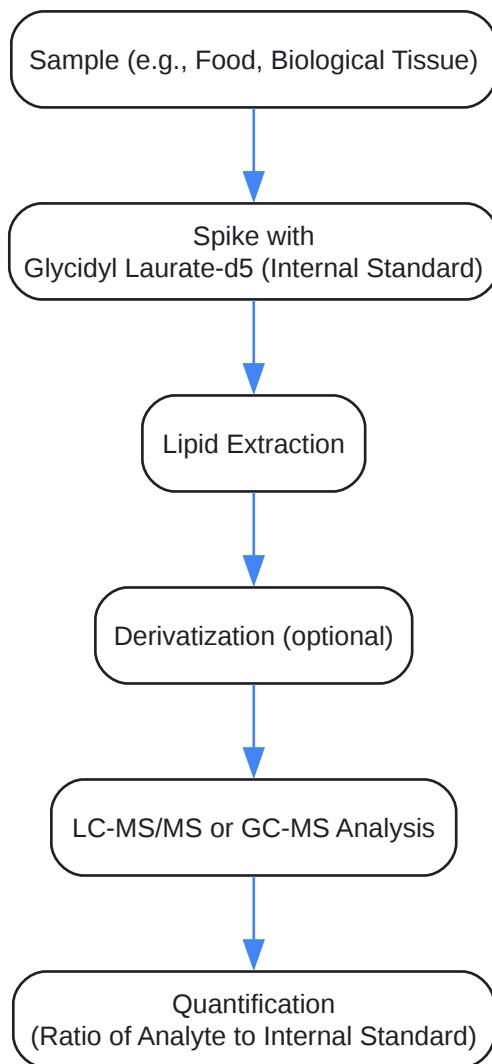 Sample (e.g., Food, Biological Tissue)
Spike with
Glycidyl Laurate-d5 (Internal Standard)
Lipid Extraction
Derivatization (optional)
LC-MS/MS or GC-MS Analysis
Quantification
(Ratio of Analyte to Internal Standard)